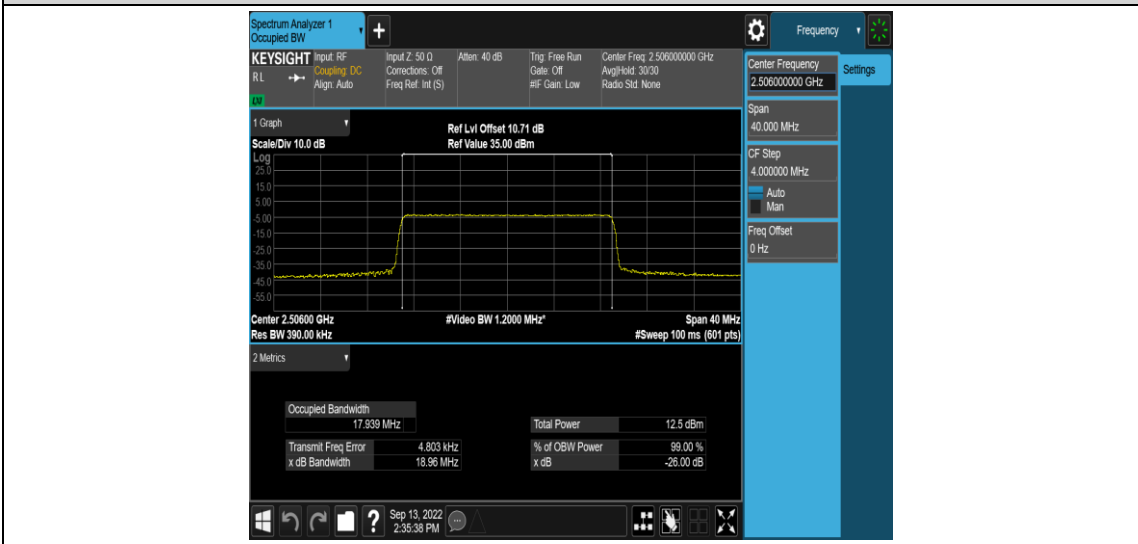 Spectrum Analyzer 1
Occupied BW
+
Frequency
KEYSIGHT Input: RF Input Z: 50 Ω Atten: 40 dB Trig: Free Run Center Freq: 2.506000000 GHz
RL Coupling: DC Corrections: Off Gate: Off Avg|Hold: 30/30
Align: Auto Freq Ref: Int (S) #IF Gain: Low Radio Std: None
LXI
Center Frequency
2.506000000 GHz
Settings
Span
40.000 MHz
CF Step
4.000000 MHz
Auto
Man
Freq Offset
0 Hz
1 Graph
Ref Lvl Offset 10.71 dB
Scale/Div 10.0 dB Ref Value 35.00 dBm
Log
25.0
15.0
5.00
-5.00
-15.0
-25.0
-35.0
-45.0
-55.0
Center 2.50600 GHz #Video BW 1.2000 MHz* Span 40 MHz
Res BW 390.00 kHz #Sweep 100 ms (601 pts)
2 Metrics
Occupied Bandwidth
17.939 MHz Total Power 12.5 dBm
Transmit Freq Error 4.803 kHz % of OBW Power 99.00 %
x dB Bandwidth 18.96 MHz x dB -26.00 dB
? Sep 13, 2022
2:35:38 PM